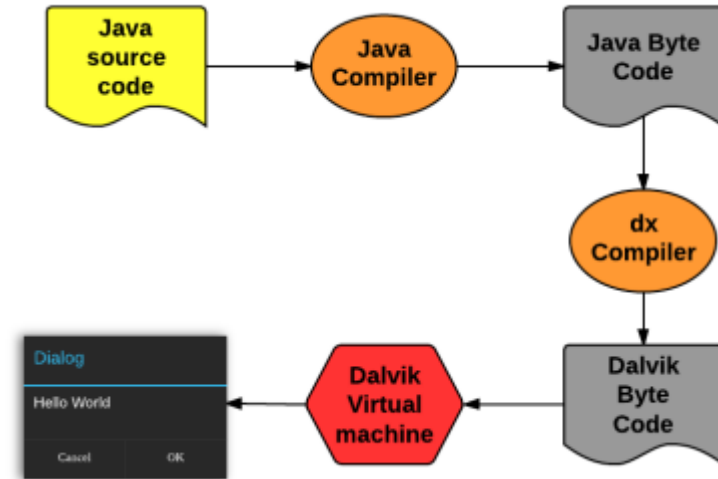 Java
source
code
Java
Compiler
Java Byte
Code
dx
Compiler
Dalvik
Byte
Code
Dalvik
Virtual
machine
Dialog
Hello World
Cancel
OK